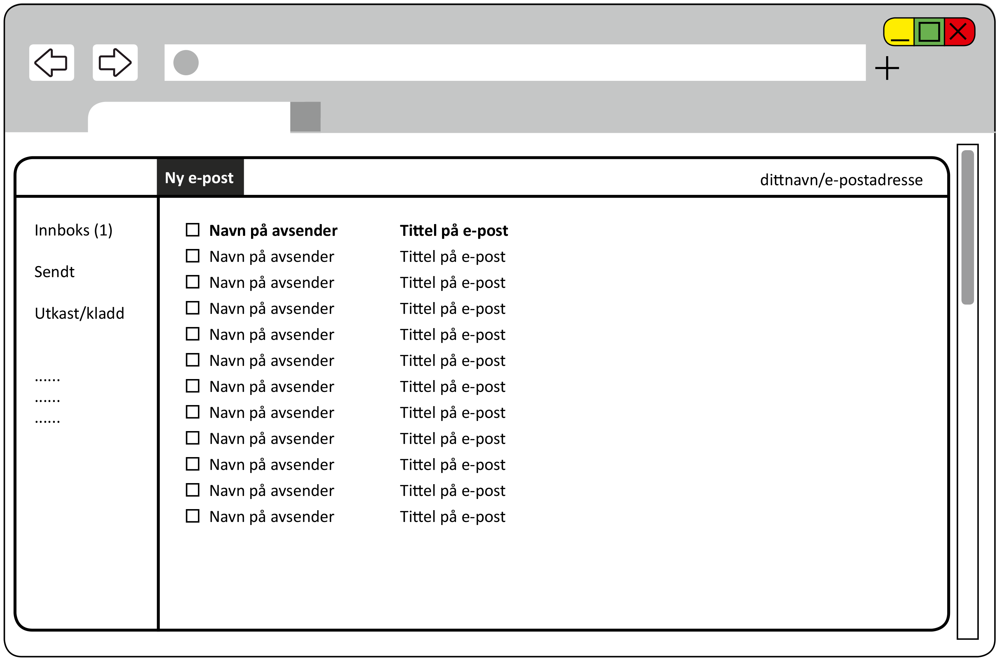 Ny e-post
dittnavn/e-postadresse
Innboks (1)
Sendt
Utkast/kladd
......
......
......
Navn på avsender Tittel på e-post
Navn på avsender Tittel på e-post
Navn på avsender Tittel på e-post
Navn på avsender Tittel på e-post
Navn på avsender Tittel på e-post
Navn på avsender Tittel på e-post
Navn på avsender Tittel på e-post
Navn på avsender Tittel på e-post
Navn på avsender Tittel på e-post
Navn på avsender Tittel på e-post
Navn på avsender Tittel på e-post
Navn på avsender Tittel på e-post